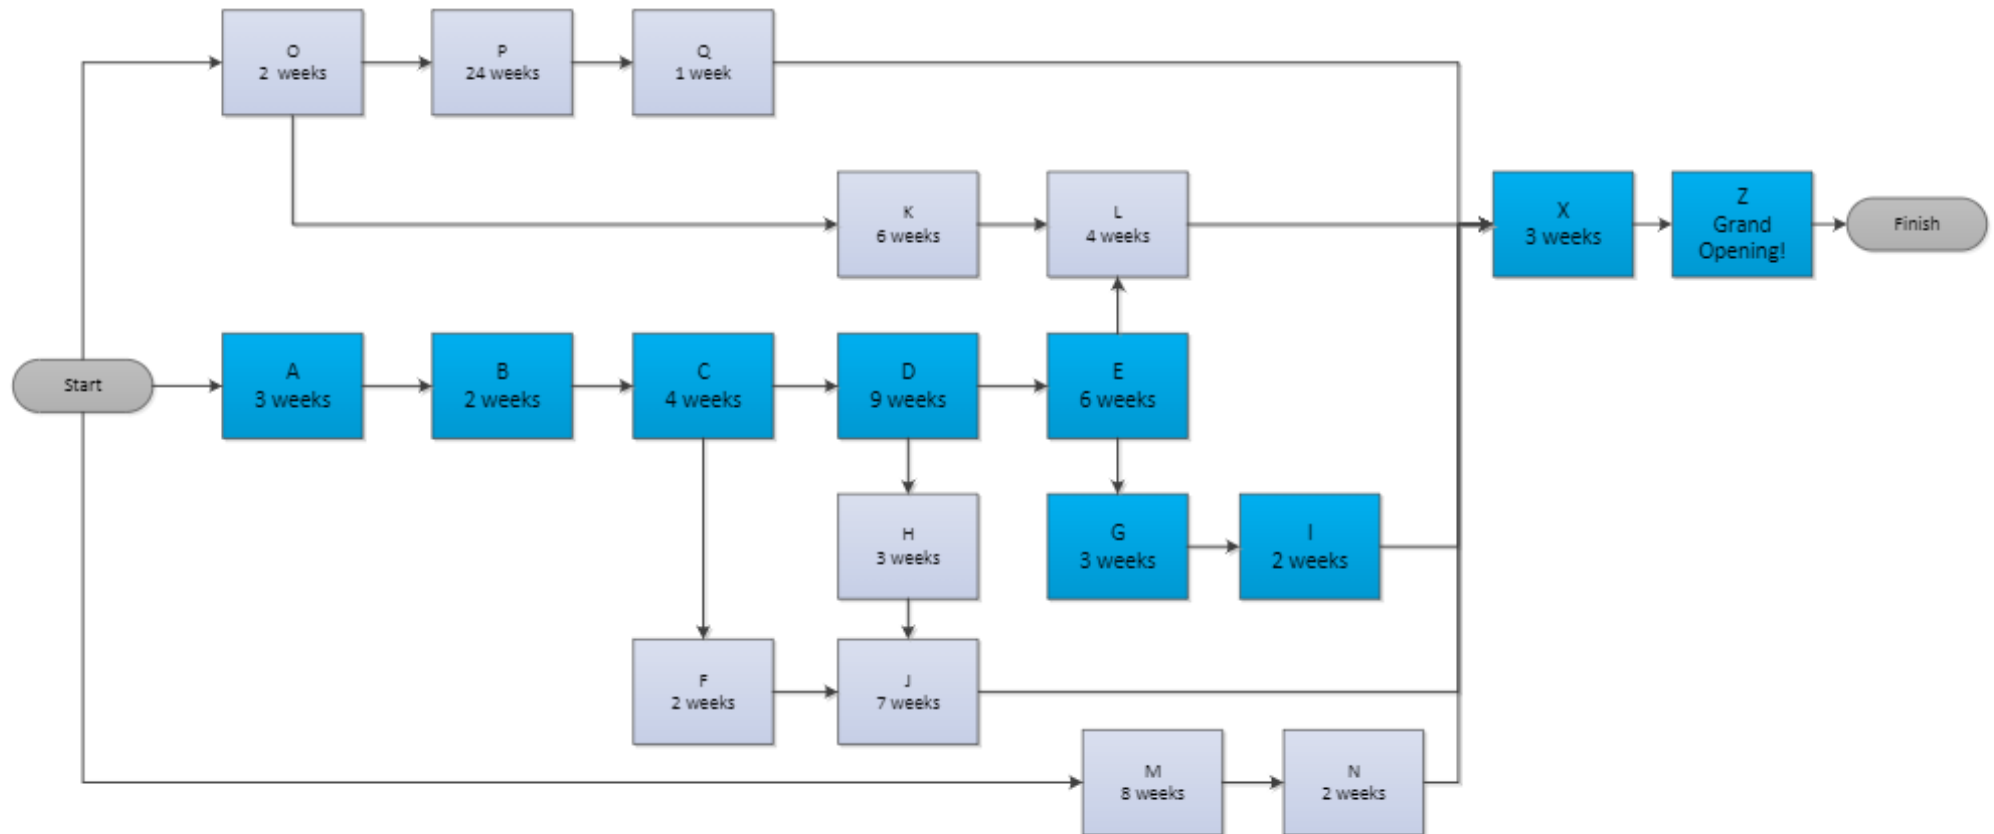 O
2  weeks
P
24 weeks
Q
1 week
K
6 weeks
L
4 weeks
X
3 weeks
Z
Grand
Opening!
Finish
Start
A
3 weeks
B
2 weeks
C
4 weeks
D
9 weeks
E
6 weeks
H
3 weeks
G
3 weeks
I
2 weeks
F
2 weeks
J
7 weeks
M
8 weeks
N
2 weeks